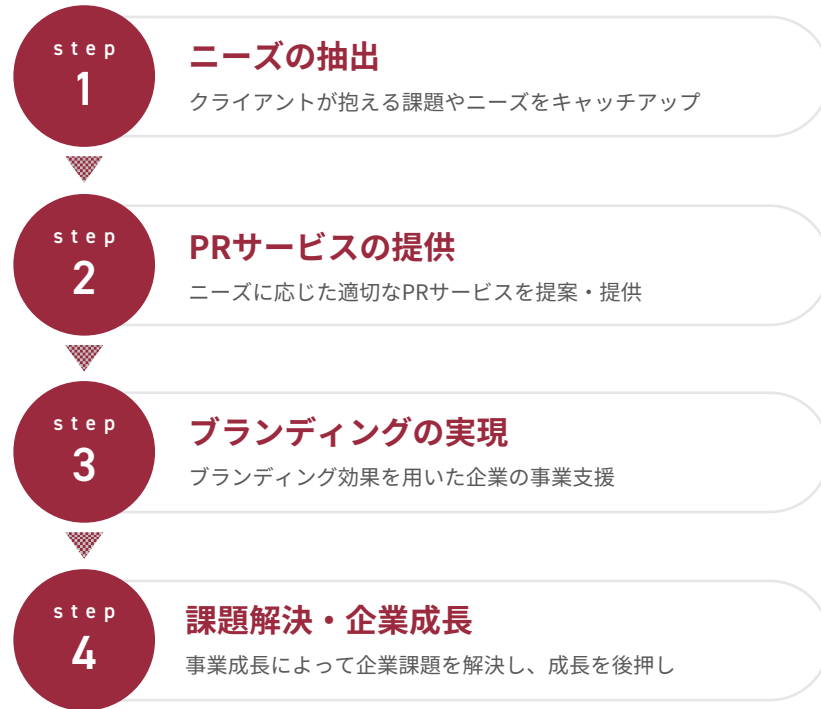 step
1
ニーズの抽出
クライアントが抱える課題やニーズをキャッチアップ
step
2
PRサービスの提供
ニーズに応じた適切なPRサービスを提案・提供
step
3
ブランディングの実現
ブランディング効果を用いた企業の事業支援
step
4
課題解決・企業成長
事業成長によって企業課題を解決し、成長を後押し